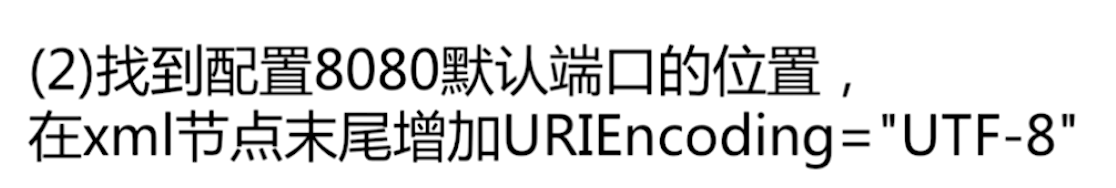 (2)找到配置8080默认端口的位置，
在xml节点末尾增加URIEncoding="UTF-8"